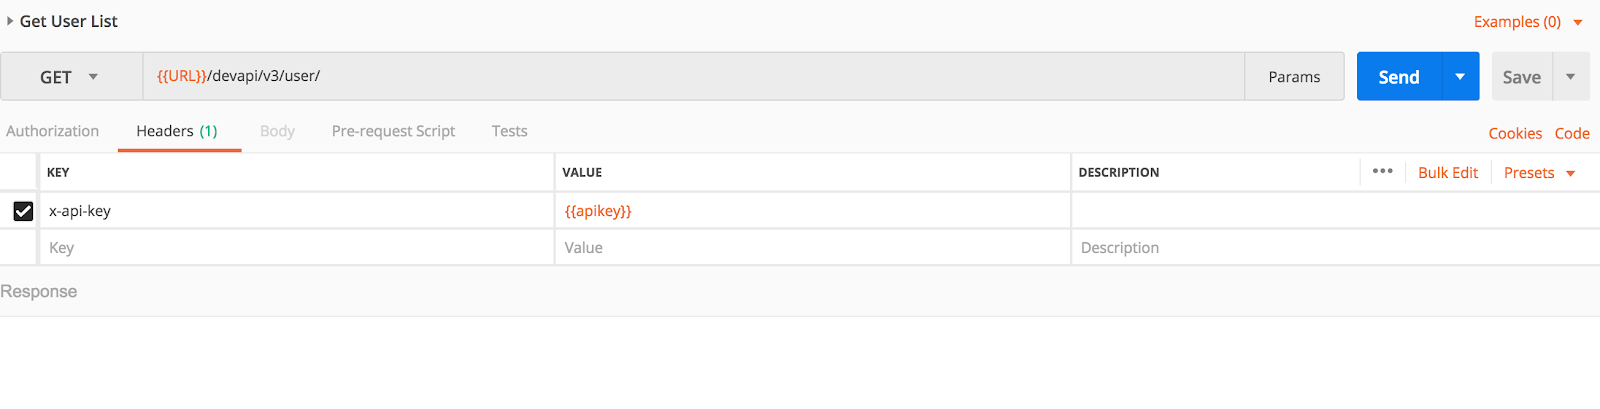 Get User List
Examples (0)
GET
{{URL}}/devapi/v3/user/
Params
Send
Save
Authorization
Headers (1)
Body
Pre-request Script
Tests
Cookies
Code
KEY
VALUE
DESCRIPTION
Bulk Edit
Presets
x-api-key
{{apikey}}
Key
Value
Description
Response